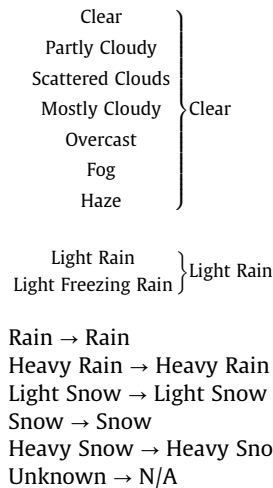 Clear
Partly Cloudy
Scattered Clouds
Mostly Cloudy
Overcast
Fog
Haze
Clear
Light Rain
Light Freezing Rain
Light Rain
Rain → Rain
Heavy Rain → Heavy Rain
Light Snow → Light Snow
Snow → Snow
Heavy Snow → Heavy Sno
Unknown → N/A